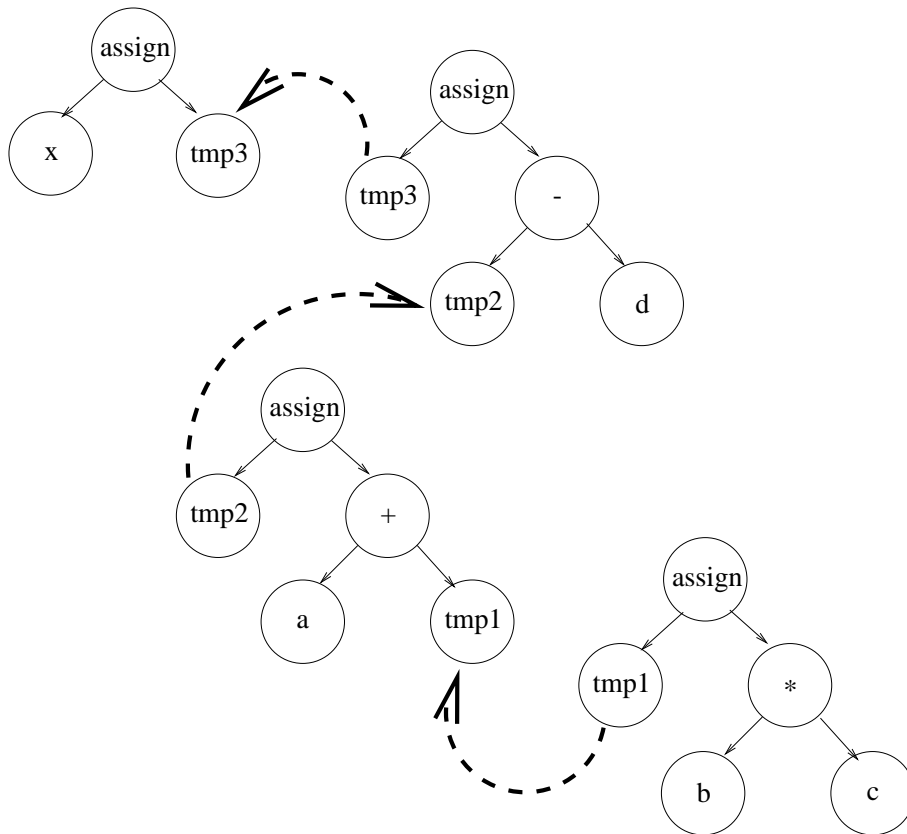 assign
x
tmp3
assign
tmp3
-
tmp2
d
assign
tmp2
+
a
tmp1
assign
tmp1
*
b
c